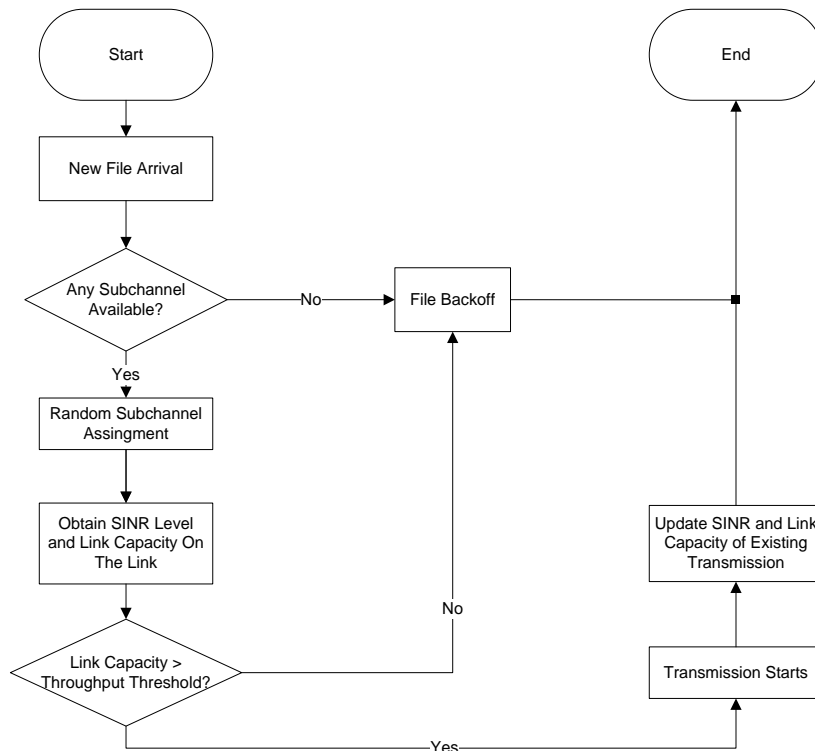 Start
End
New File Arrival
Any Subchannel
Available?
No
File Backoff
Yes
Random Subchannel
Assingment
Obtain SINR Level
and Link Capacity On
The Link
Update SINR and Link
Capacity of Existing
Transmission
No
Link Capacity >
Throughput Threshold?
Transmission Starts
Yes